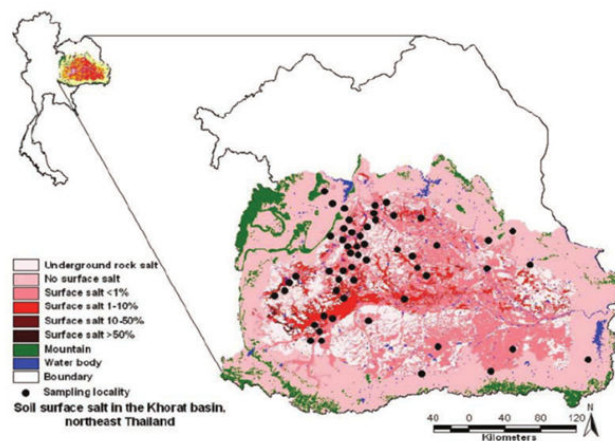 Underground rock salt
No surface salt
Surface salt <1%
Surface salt 1-10%
Surface salt 10-50%
Surface salt >50%
Mountain
Water body
Boundary
Sampling locality
Soil surface salt in the Khorat basin,
northeast Thailand
40 20 0 40 80 120
Kilometers
N